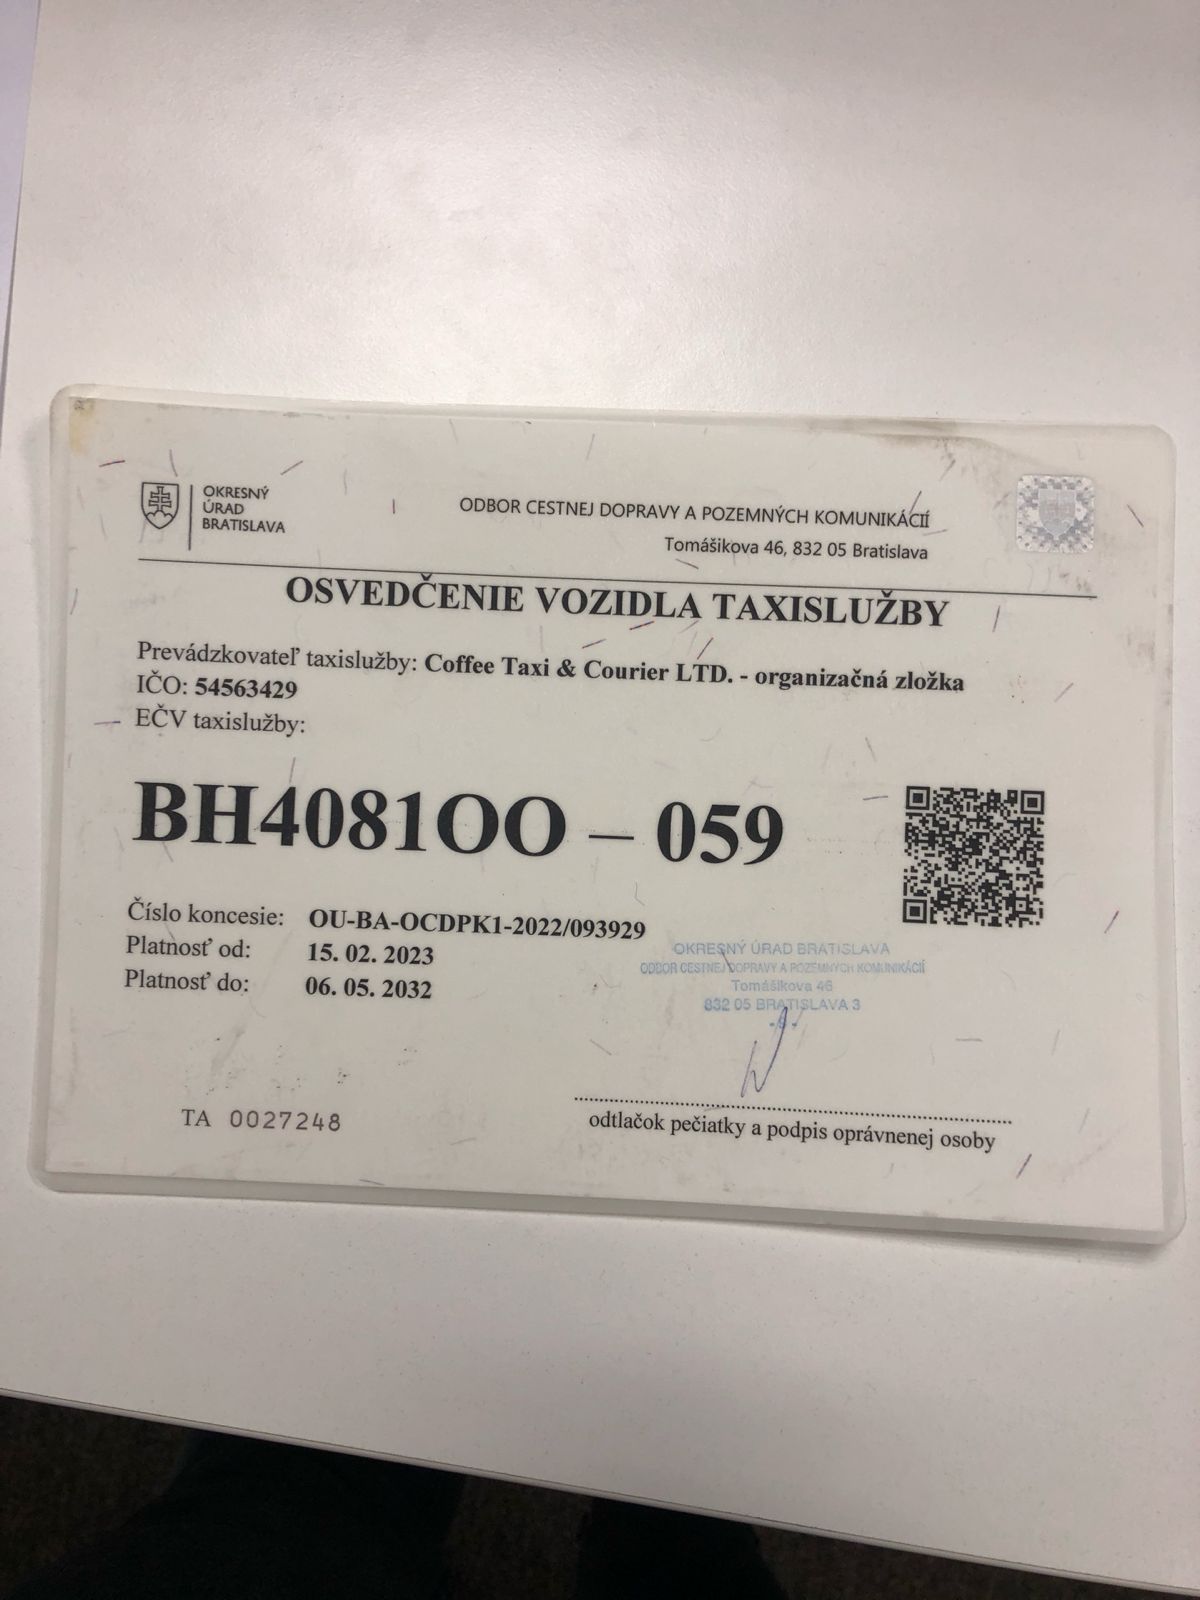 OKRESNÝ
ÚRAD
BRATISLAVA
ODBOR CESTNEJ DOPRAVY A POZEMNÝCH KOMUNIKÁCIÍ
Tomášikova 46, 832 05 Bratislava
OSVEDČENIE VOZIDLA TAXISLUŽBY
Prevádzkovateľ taxislužby: Coffee Taxi & Courier LTD. - organizačná zložka
IČO: 54563429
EČV taxislužby:
BH4081OO – 059
Číslo koncesie: OU-BA-OCDPK1-2022/093929
Platnosť od: 15. 02. 2023
Platnosť do: 06. 05. 2032
OKRESNÝ ÚRAD BRATISLAVA
ODBOR CESTNEJ DOPRAVY A POZEMNÝCH KOMUNIKÁCIÍ
Tomášikova 46
832 05 BRATISLAVA 3
TA 0027248
odtlačok pečiatky a podpis oprávnenej osoby